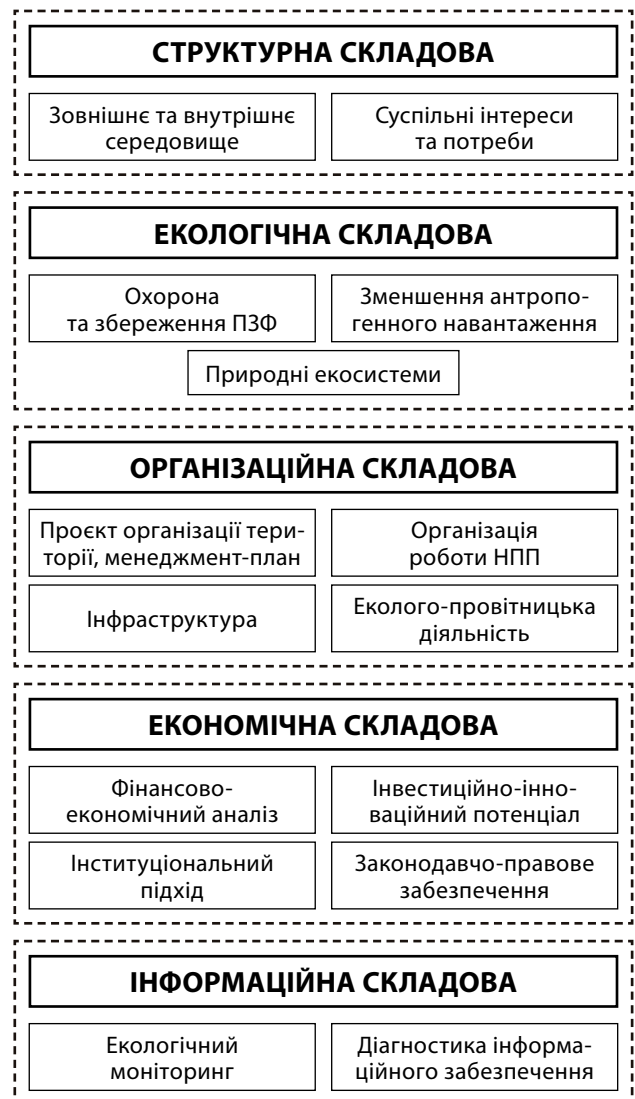 СТРУКТУРНА СКЛАДОВА
Зовнішнє та внутрішнє
середовище
Суспільні інтереси
та потреби
ЕКОЛОГІЧНА СКЛАДОВА
Охорона
та збереження ПЗФ
Зменшення антропо-
генного навантаження
Природні екосистеми
ОРГАНІЗАЦІЙНА СКЛАДОВА
Проєкт організації тери-
торії, менеджмент-план
Організація
роботи НПП
Інфраструктура
Еколого-провітницька
діяльність
ЕКОНОМІЧНА СКЛАДОВА
Фінансово-
економічний аналіз
Інвестиційно-інно-
ваційний потенціал
Інституціональний
підхід
Законодавчо-правове
забезпечення
ІНФОРМАЦІЙНА СКЛАДОВА
Екологічний
моніторинг
Діагностика інформа-
ційного забезпечення